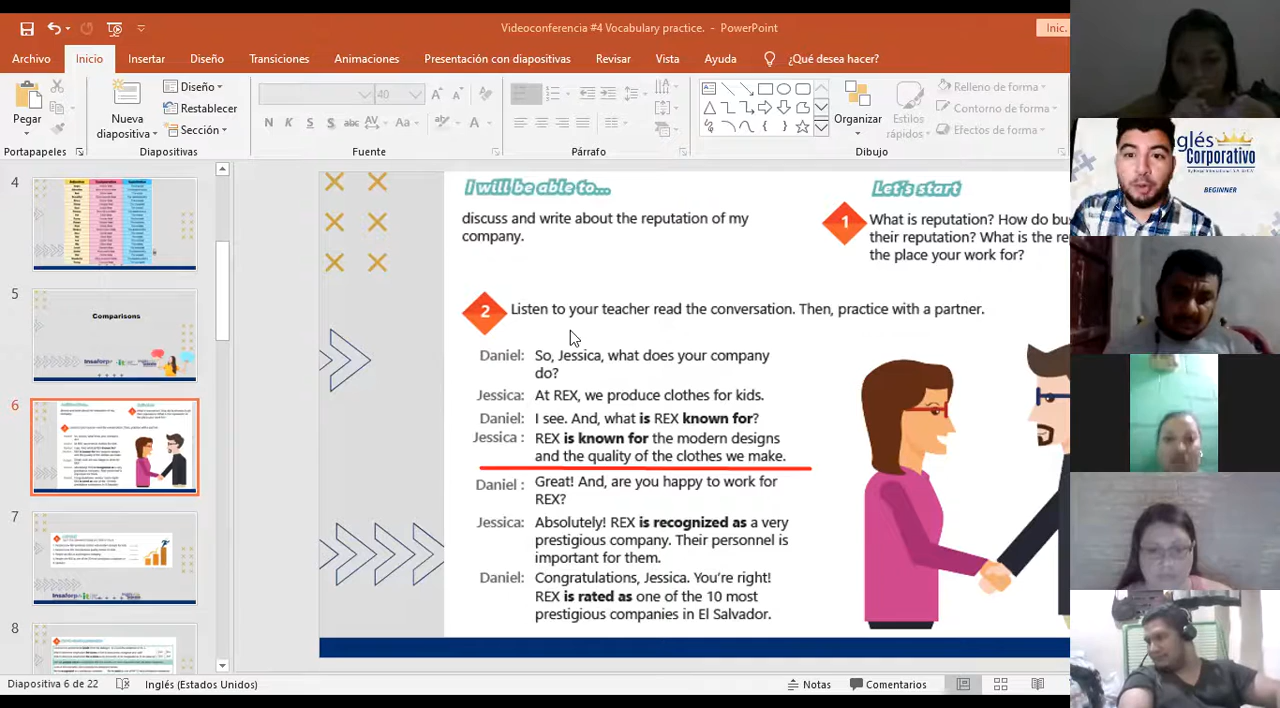 Videoconferencia #4 Vocabulary practice. - PowerPoint
Inic.
Archivo Inicio Insertar Diseño Transiciones Animaciones Presentación con diapositivas Revisar Vista Ayuda ¿Qué desea hacer?
Pegar
Nueva
diapositiva
Diseño
Restablecer
Sección
40
N K S S abc AV Aa A
Organizar
Estilos
rápidos
Relleno de forma
Contorno de forma
Efectos de forma
Portapapeles Diapositivas Fuente Párrafo Dibujo
4
5
Comparisons
6
7
8
I will be able to...
discuss and write about the reputation of my
company.
Let's start
1
What is reputation? How do bu
their reputation? What is the re
the place your work for?
2
Listen to your teacher read the conversation. Then, practice with a partner.
Daniel: So, Jessica, what does your company
do?
Jessica: At REX, we produce clothes for kids.
Daniel: I see. And, what is REX known for?
Jessica : REX is known for the modern designs
and the quality of the clothes we make.
Daniel : Great! And, are you happy to work for
REX?
Jessica: Absolutely! REX is recognized as a very
prestigious company. Their personnel is
important for them.
Daniel: Congratulations, Jessica. You're right!
REX is rated as one of the 10 most
prestigious companies in El Salvador.
glés
Corporativo
BEGINNER
Diapositiva 6 de 22 Inglés (Estados Unidos) Notas Comentarios